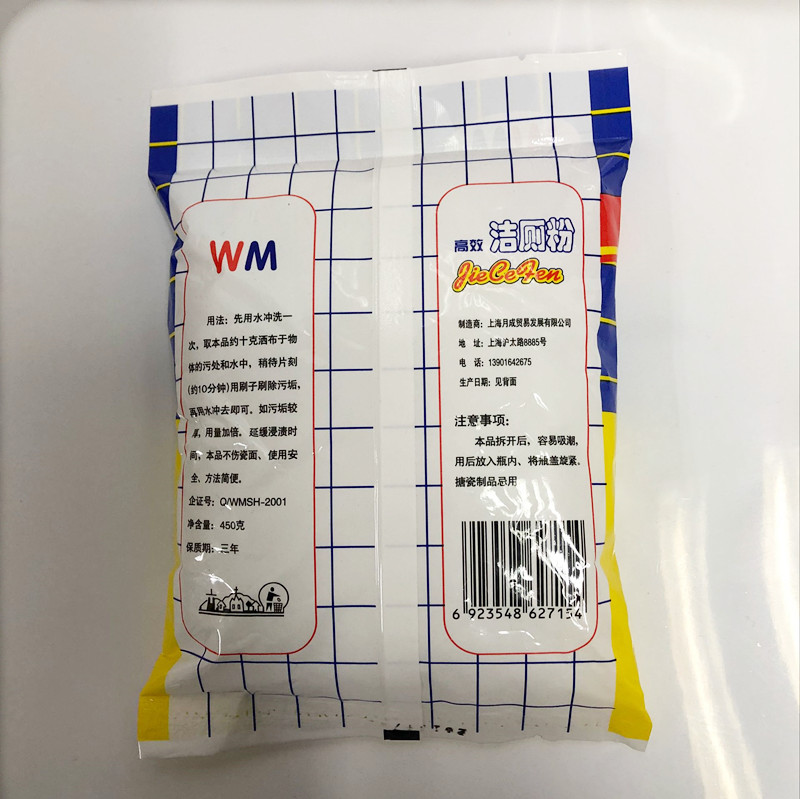 WM
用法：先用水冲洗一
次，取本品约十克洒布于物
体的污处和水中，稍待片刻
(约10分钟)用刷子刷除污垢，
再用水冲去即可。如污垢较
厚，用量加倍。延缓浸渍时
间，本品不伤瓷面、使用安
全、方法简便。
企证号：Q/WMSH-2001
净含量：450克
保质期：三年
高效 洁厕粉
JieCeFen
制造商：上海月成贸易发展有限公司
地 址：上海沪太路8885号
电 话：13901642675
生产日期：见背面
注意事项：
本品拆开后，容易吸潮，
用后放入瓶内、将瓶盖旋紧。
搪瓷制品忌用
6 923548 627154